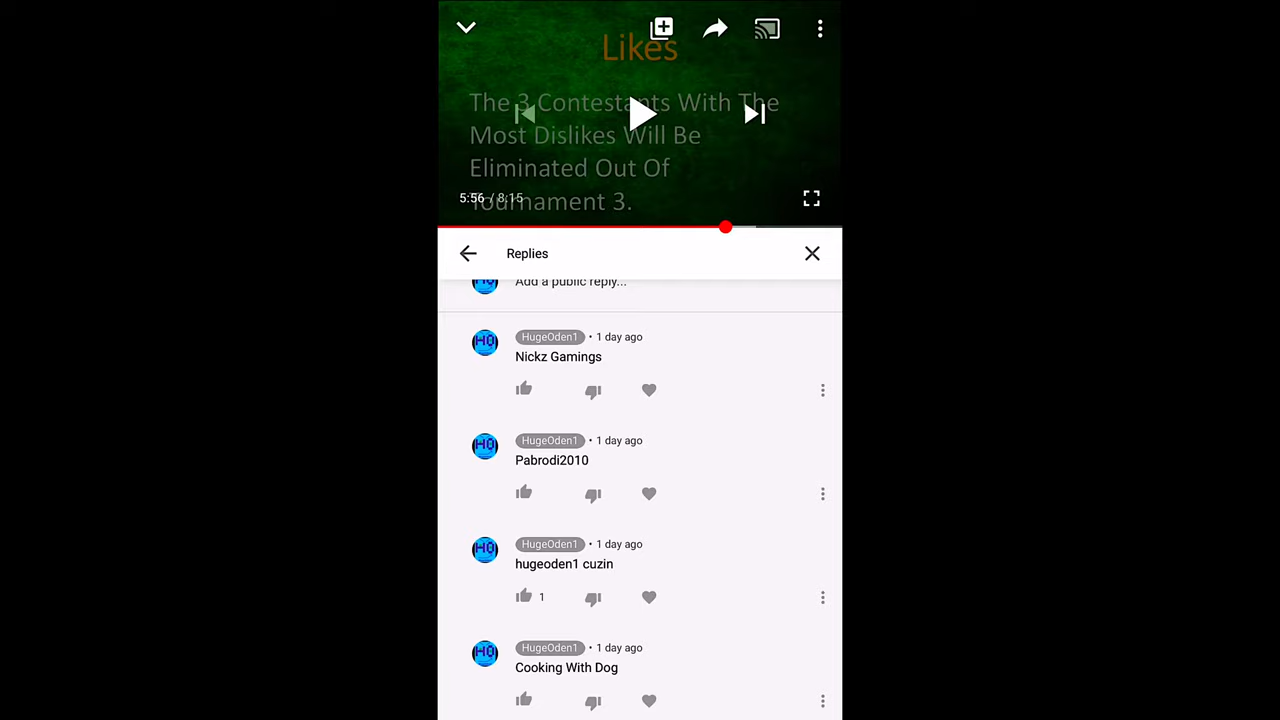 Likes
The 3 Contestants With The
Most Dislikes Will Be
Eliminated Out Of
Tournament 3.
5:56 / 8:15
Replies
Add a public reply...
HugeOden1 • 1 day ago
Nickz Gamings
HugeOden1 • 1 day ago
Pabrodi2010
HugeOden1 • 1 day ago
hugeoden1 cuzin
1
HugeOden1 • 1 day ago
Cooking With Dog